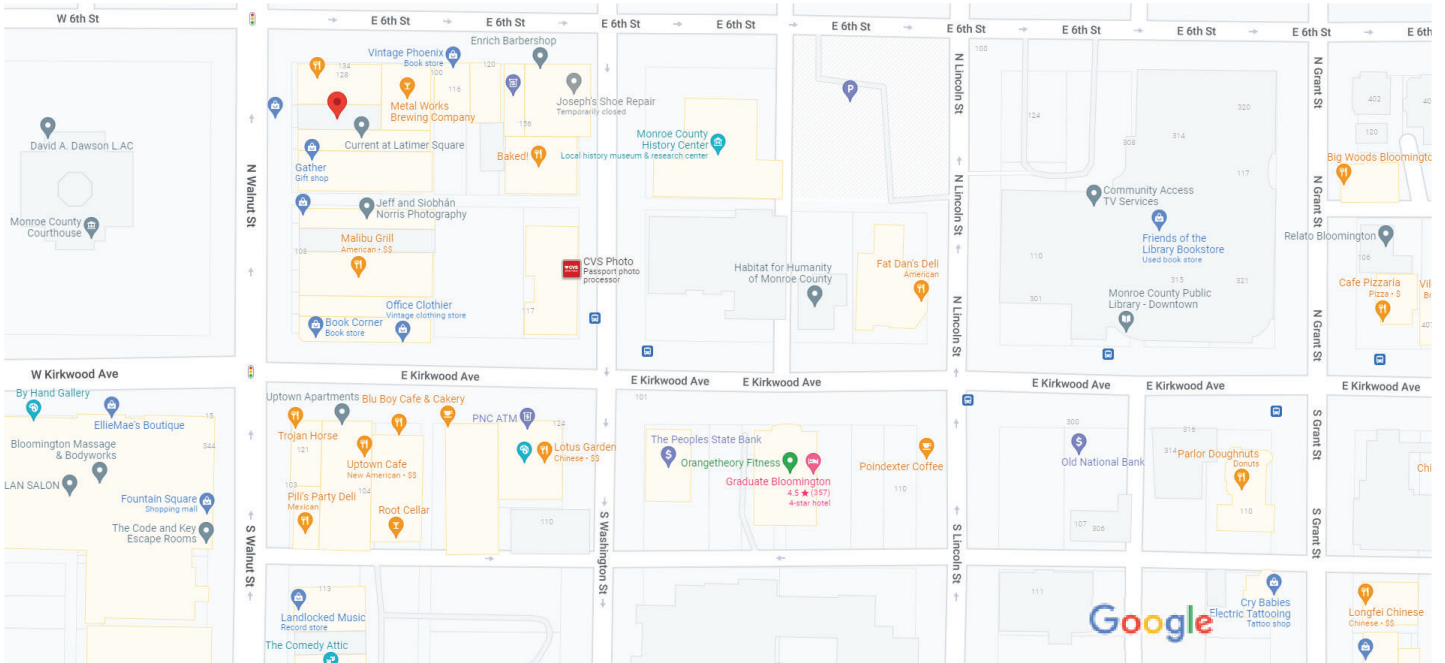 W 6th St
E 6th St
E 6th St
E 6th St
E 6th St
E 6th St
E 6th St
E 6th St
E 6th St
E 6th St
E 6th
Enrich Barbershop
Vintage Phoenix
Book store
134
128
100
116
120
156
Metal Works
Brewing Company
Joseph's Shoe Repair
Temporarily closed
Current at Latimer Square
Baked!
Gather
Gift shop
David A. Dawson L.AC
Monroe County
Courthouse
N Walnut St
Monroe County
History Center
Local history museum & research center
P
N Lincoln St
N Lincoln St
N Lincoln St
100
124
320
314
308
117
Community Access
TV Services
Friends of the
Library Bookstore
Used book store
110
301
315
321
Monroe County Public
Library - Downtown
N Grant St
N Grant St
N Grant St
402
120
Big Woods Bloomington
Relato Bloomington
106
Cafe Pizzaria
Pizza • $
407
Jeff and Siobhán
Norris Photography
Malibu Grill
American • $$
108
CVS Photo
Passport photo
processor
117
Office Clothier
Vintage clothing store
Book Corner
Book store
Habitat for Humanity
of Monroe County
Fat Dan's Deli
American
W Kirkwood Ave
E Kirkwood Ave
E Kirkwood Ave
E Kirkwood Ave
E Kirkwood Ave
E Kirkwood Ave
E Kirkwood Ave
By Hand Gallery
EllieMae's Boutique
15
344
Bloomington Massage
& Bodyworks
LAN SALON
Fountain Square
Shopping mall
The Code and Key
Escape Rooms
S Walnut St
Uptown Apartments
Blu Boy Cafe & Cakery
Trojan Horse
121
Uptown Cafe
New American • $$
103
104
Pili's Party Deli
Mexican
Root Cellar
PNC ATM
124
Lotus Garden
Chinese • $$
110
S Washington St
101
The Peoples State Bank
Orangetheory Fitness
Graduate Bloomington
4.5 ★ (357)
4-star hotel
Poindexter Coffee
110
S Lincoln St
300
Old National Bank
107
306
316
314
Parlor Doughnuts
Donuts
110
S Grant St
S Grant St
Chi
113
Landlocked Music
Record store
The Comedy Attic
111
Google
Cry Babies
Electric Tattooing
Tattoo shop
Longfei Chinese
Chinese • $$